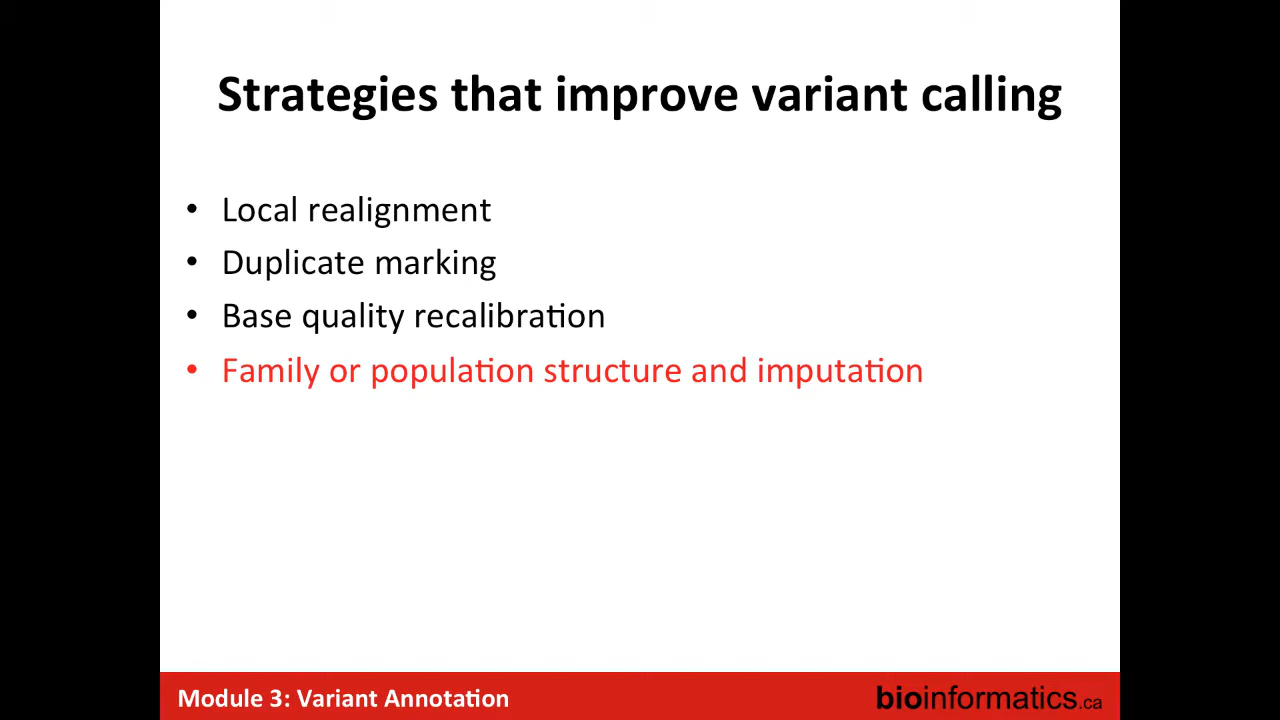 Strategies that improve variant calling
• Local realignment
• Duplicate marking
• Base quality recalibration
• Family or population structure and imputation
Module 3: Variant Annotation
bioinformatics.ca